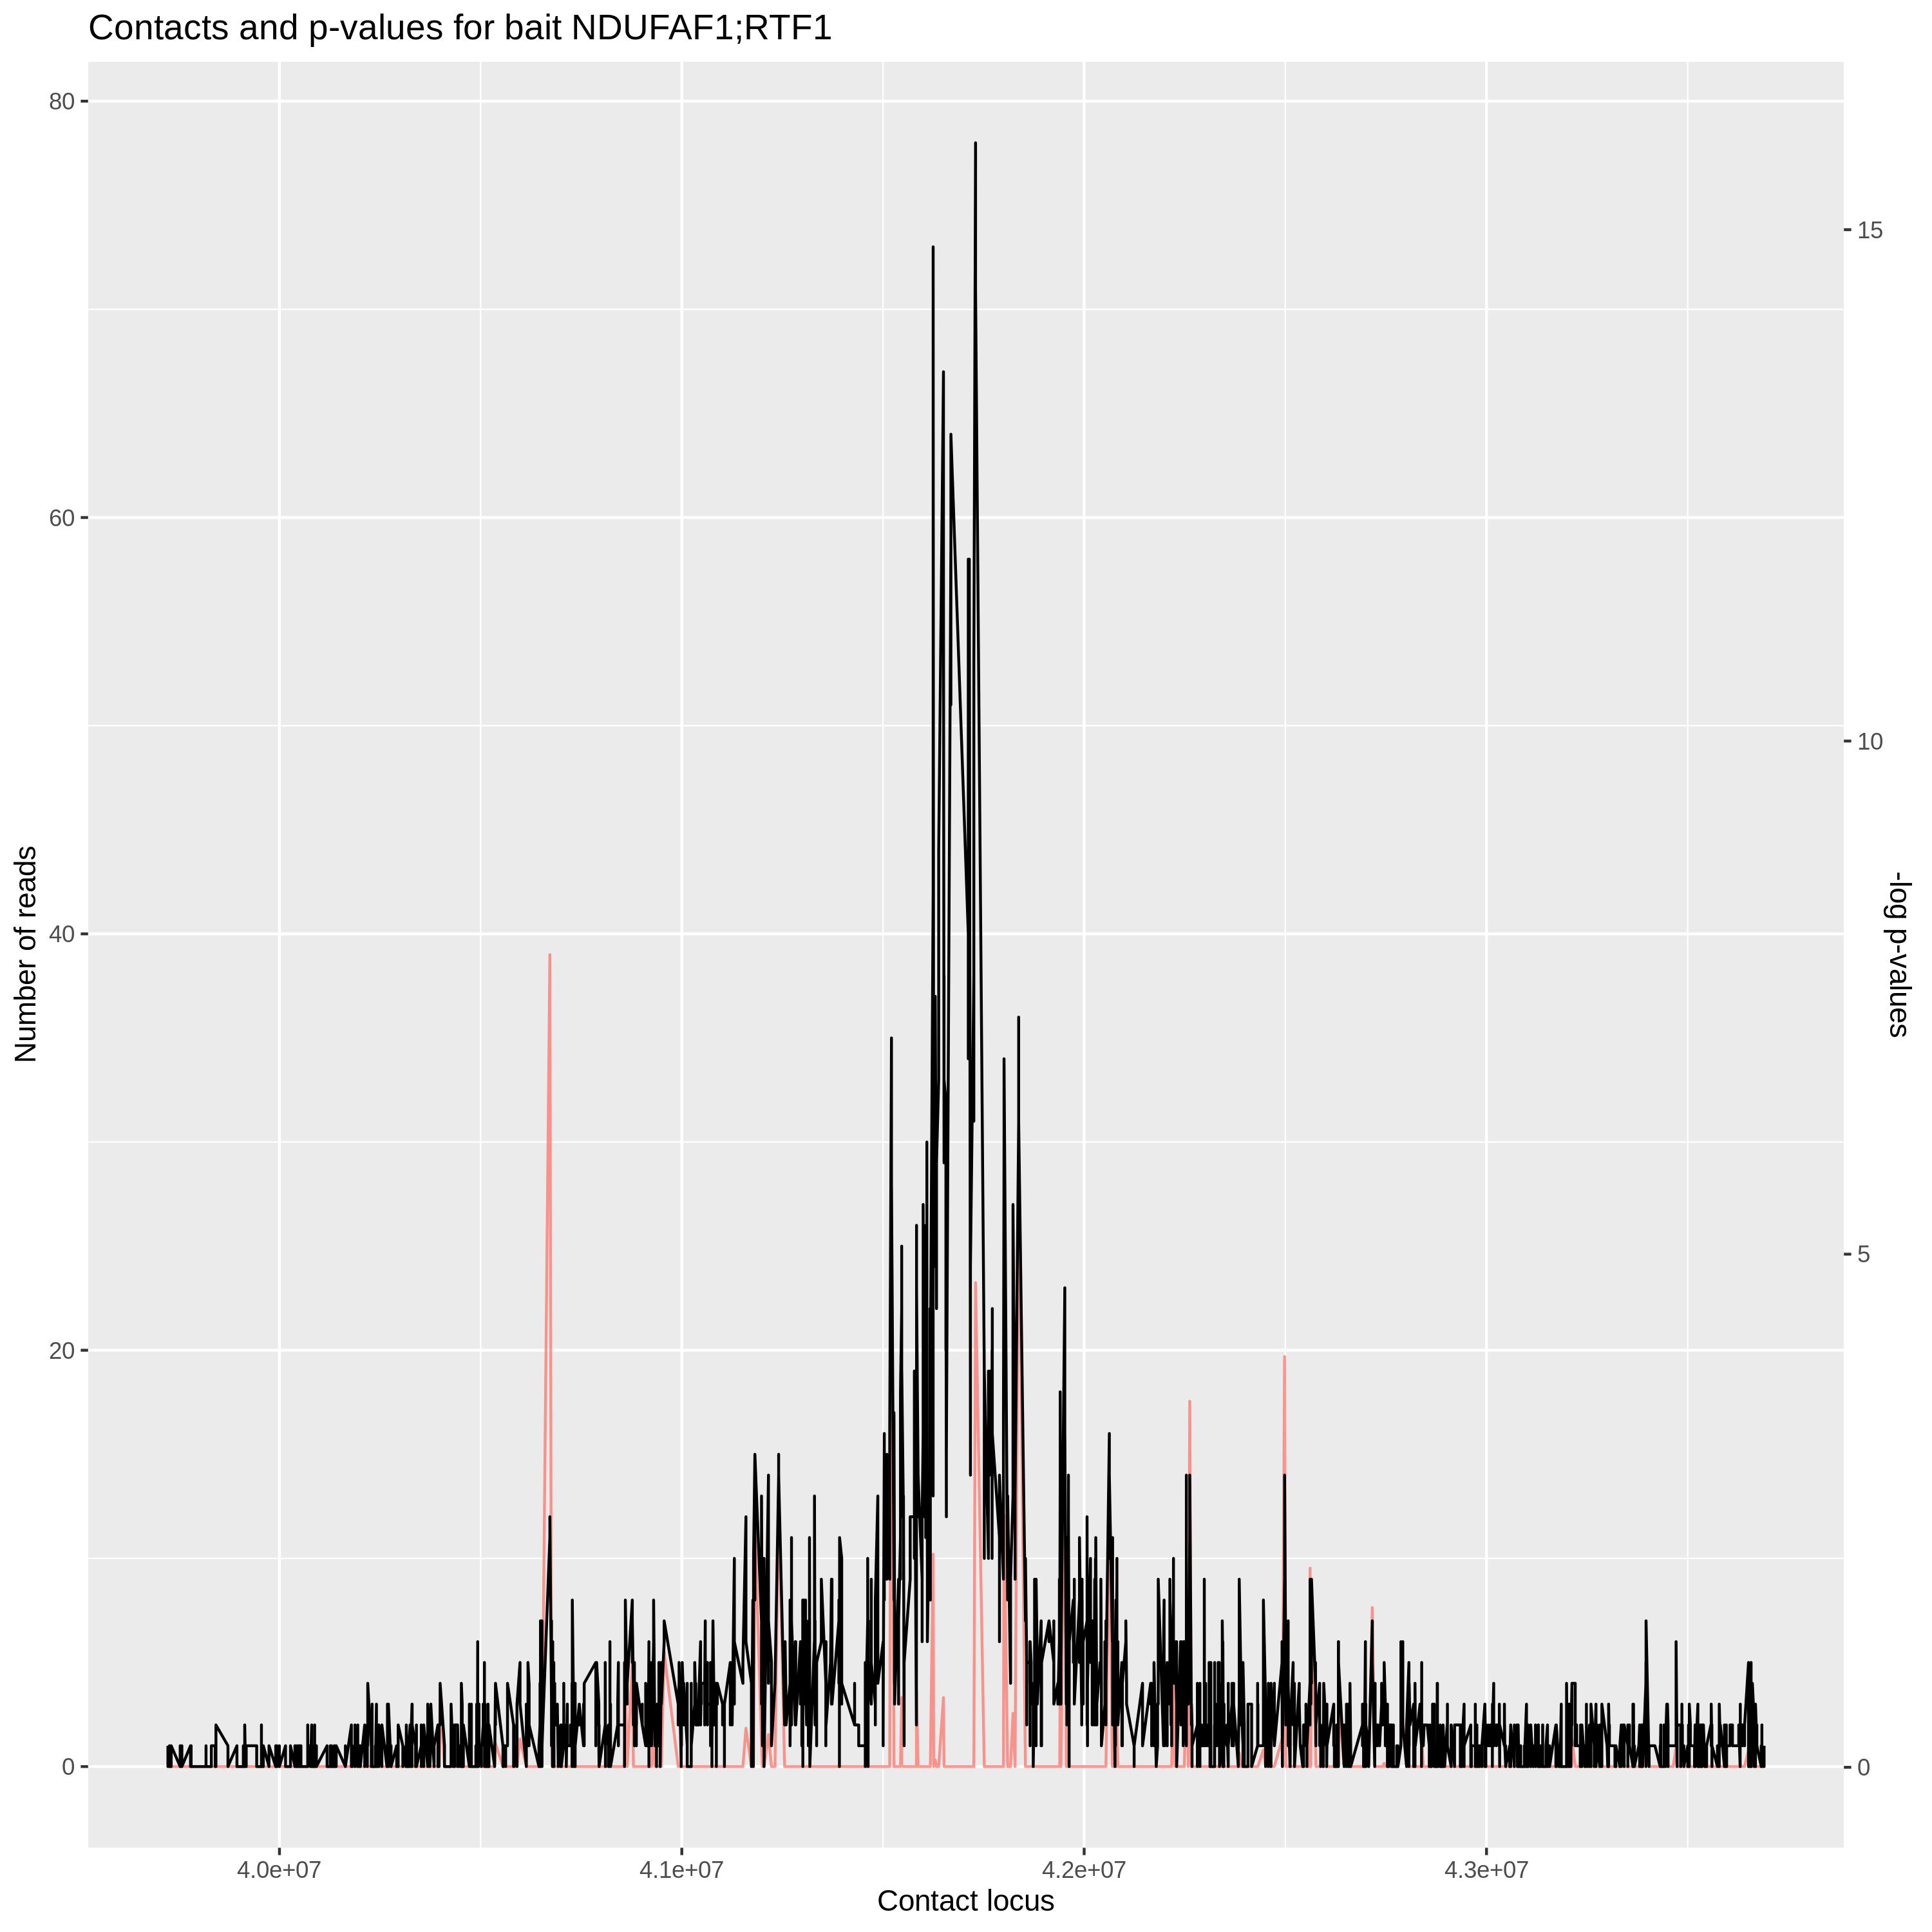 Contacts and p-values for bait NDUFAF1;RTF1
80
60
40
20
0
Number of reads
15
10
5
0
-log p-values
4.0e+07
4.1e+07
4.2e+07
4.3e+07
Contact locus